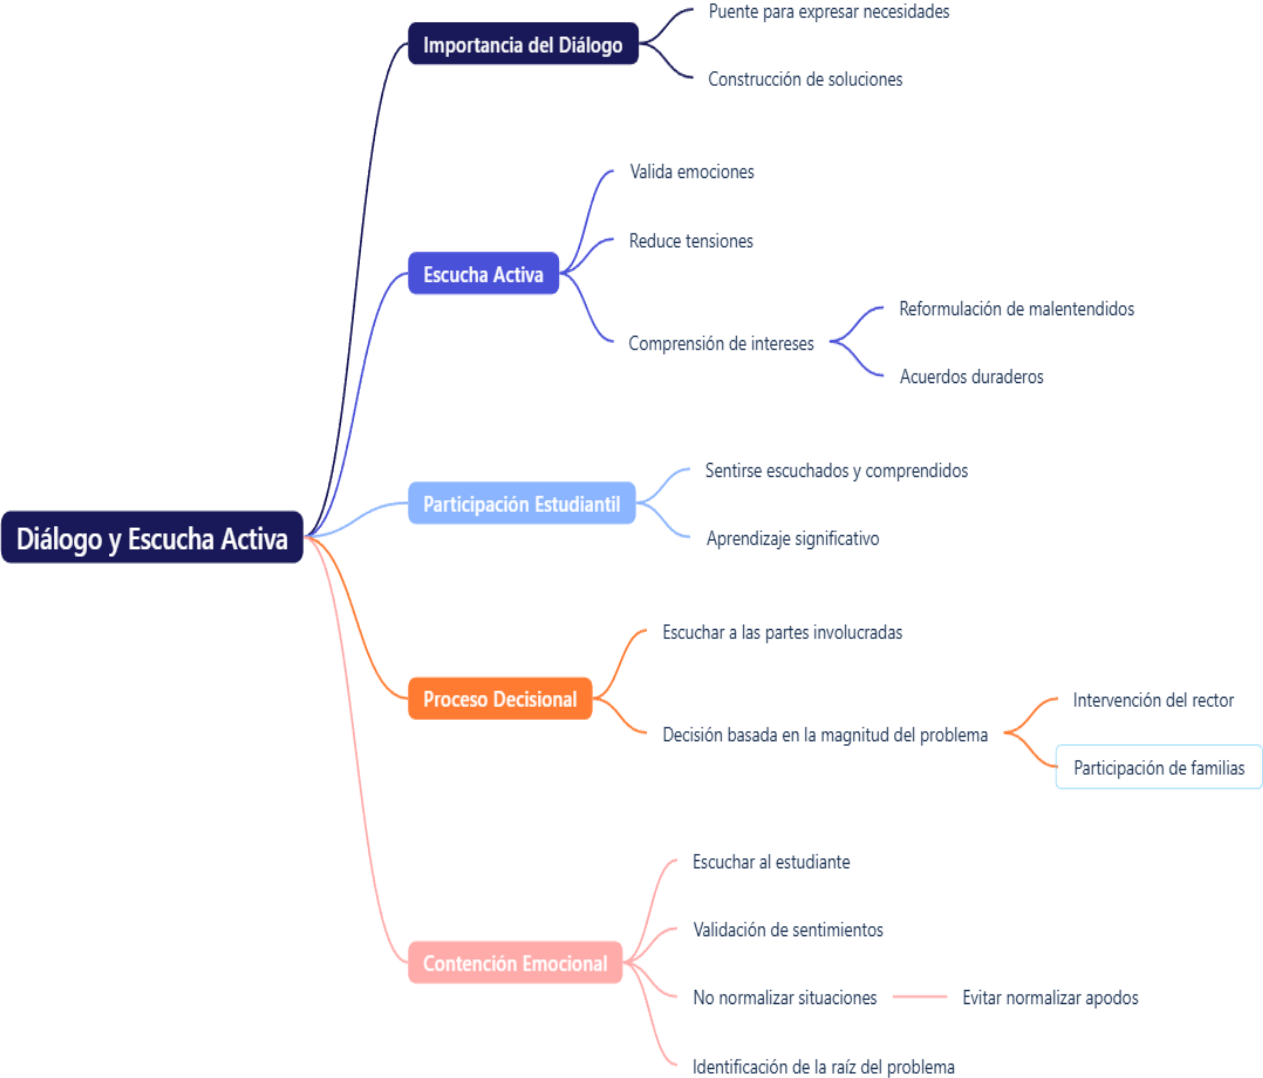 Diálogo y Escucha Activa
Importancia del Diálogo
Puente para expresar necesidades
Construcción de soluciones
Escucha Activa
Valida emociones
Reduce tensiones
Comprensión de intereses
Reformulación de malentendidos
Acuerdos duraderos
Participación Estudiantil
Sentirse escuchados y comprendidos
Aprendizaje significativo
Proceso Decisional
Escuchar a las partes involucradas
Decisión basada en la magnitud del problema
Intervención del rector
Participación de familias
Contención Emocional
Escuchar al estudiante
Validación de sentimientos
No normalizar situaciones
Evitar normalizar apodos
Identificación de la raíz del problema